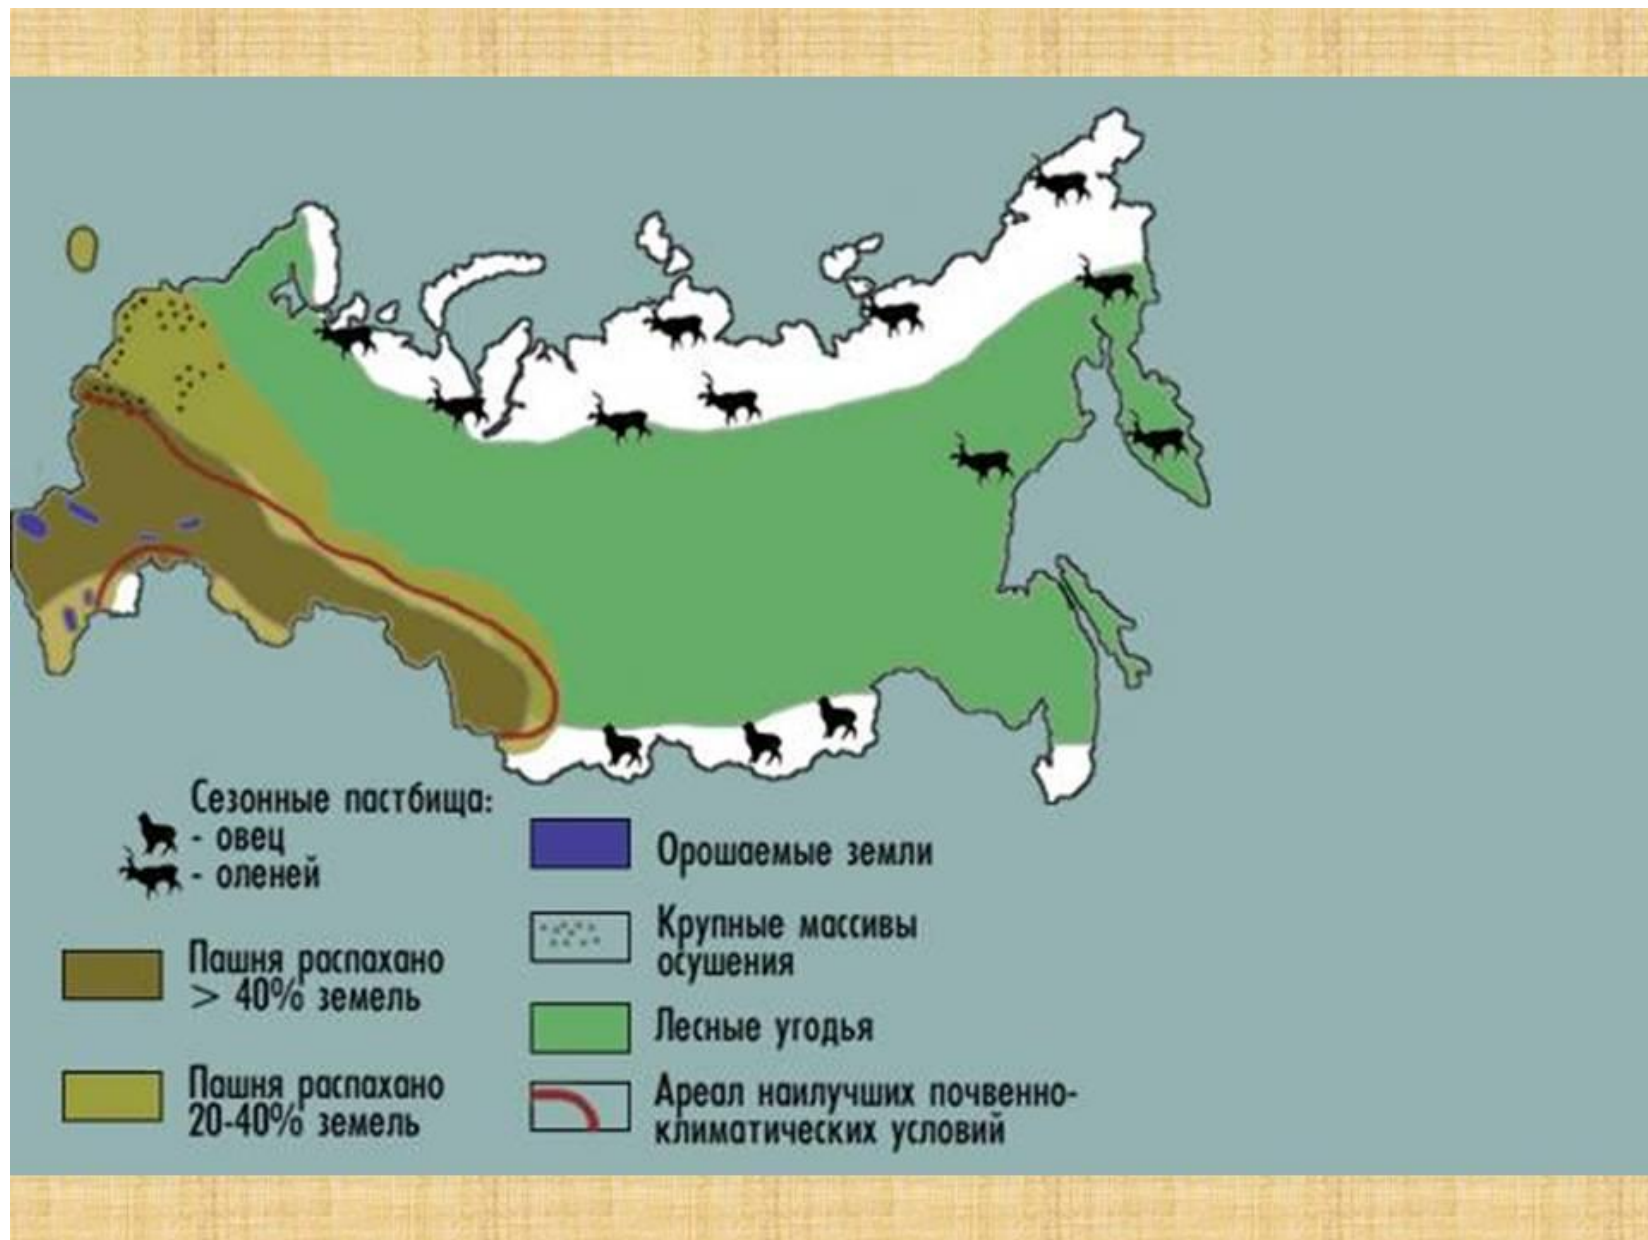 Сезонные пастбища:
- овец
- оленей
Пашня распахано
> 40% земель
Пашня распахано
20-40% земель
Орошаемые земли
Крупные массивы
осушения
Лесные угодья
Ареал наилучших почвенно-
климатических условий